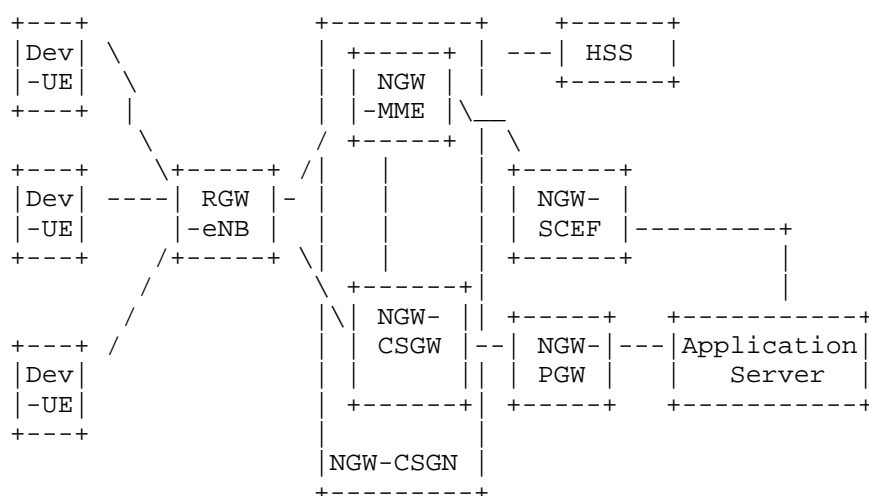 Dev
-UE
HSS
NGW
-MME
Dev
-UE
RGW
-eNB
NGW-
SCEF
NGW-
CSGW
NGW-
PGW
Application
Server
Dev
-UE
NGW-CSGN